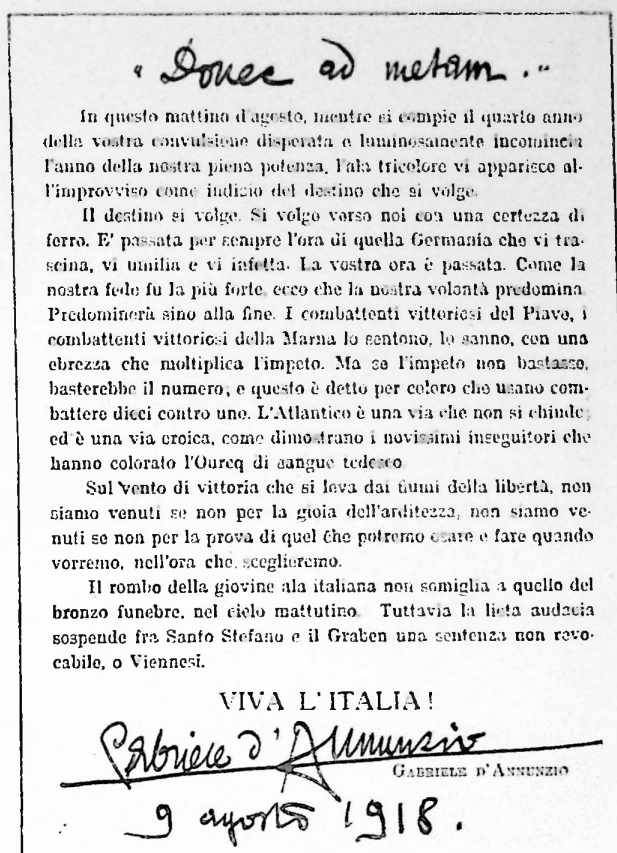 "Donec ad metam."
In questo mattino d'agosto, mentre si compie il quarto anno
della vostra convulsione disperata e luminosamente incomincia
l'anno della nostra piena potenza, l'ala tricolore vi apparisce al-
l'improvviso come indizio del destino che si volge.
Il destino si volge. Si volge verso noi con una certezza di
ferro. E' passata per sempre l'ora di quella Germania che vi tra-
scina, vi umilia e vi infetta. La vostra ora è passata. Come la
nostra fede fu la più forte, ecco che la nostra volontà predomina
Predominerà sino alla fine. I combattenti vittoriosi del Piave, i
combattenti vittoriosi della Marna lo sentono, lo sanno, con una
ebrezza che moltiplica l'impeto. Ma se l'impeto non bastasse,
basterebbe il numero, e questo è detto per coloro che usano com-
battere dieci contro uno. L'Atlantico è una via che non si chiude;
ed è una via eroica, come dimostrano i novissimi inseguitori che
hanno colorato l'Ourcq di sangue tedesco
Sul vento di vittoria che si leva dai fiumi della libertà, non
siamo venuti se non per la gioia dell'arditezza, non siamo ve-
nuti se non per la prova di quel che potremo osare e fare quando
vorremo, nell'ora che sceglieremo.
Il rombo della giovine ala italiana non somiglia a quello del
bronzo funebre, nel cielo mattutino. Tuttavia la lieta audacia
sospende fra Santo Stefano e il Graben una sentenza non revo-
cabile, o Viennesi.
VIVA L'ITALIA!
Gabriele d'Annunzio
GABRIELE D'ANNUNZIO
9 agosto 1918.